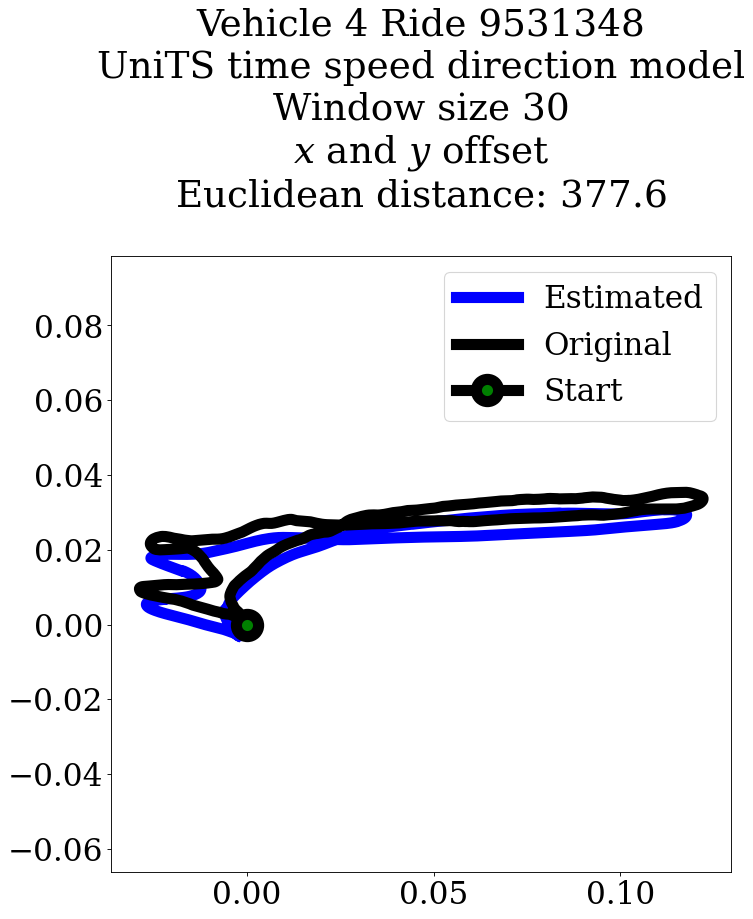 Vehicle 4 Ride 9531348
UniTS time speed direction model
Window size 30
x and y offset
Euclidean distance: 377.6
Estimated
Original
Start
0.08
0.06
0.04
0.02
0.00
−0.02
−0.04
−0.06
0.00 0.05 0.10